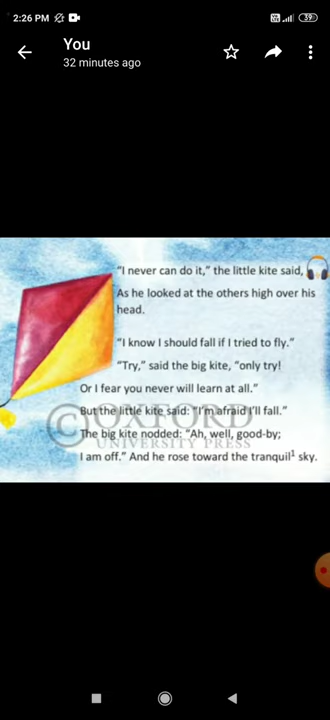 2:26 PM
39
You
32 minutes ago
“I never can do it,” the little kite said,
As he looked at the others high over his
head.
“I know I should fall if I tried to fly.”
“Try,” said the big kite, “only try!
Or I fear you never will learn at all.”
But the little kite said: “I’m afraid I’ll fall.”
The big kite nodded: “Ah, well, good-by;
I am off.” And he rose toward the tranquil¹ sky.
© OXFORD
UNIVERSITY PRESS